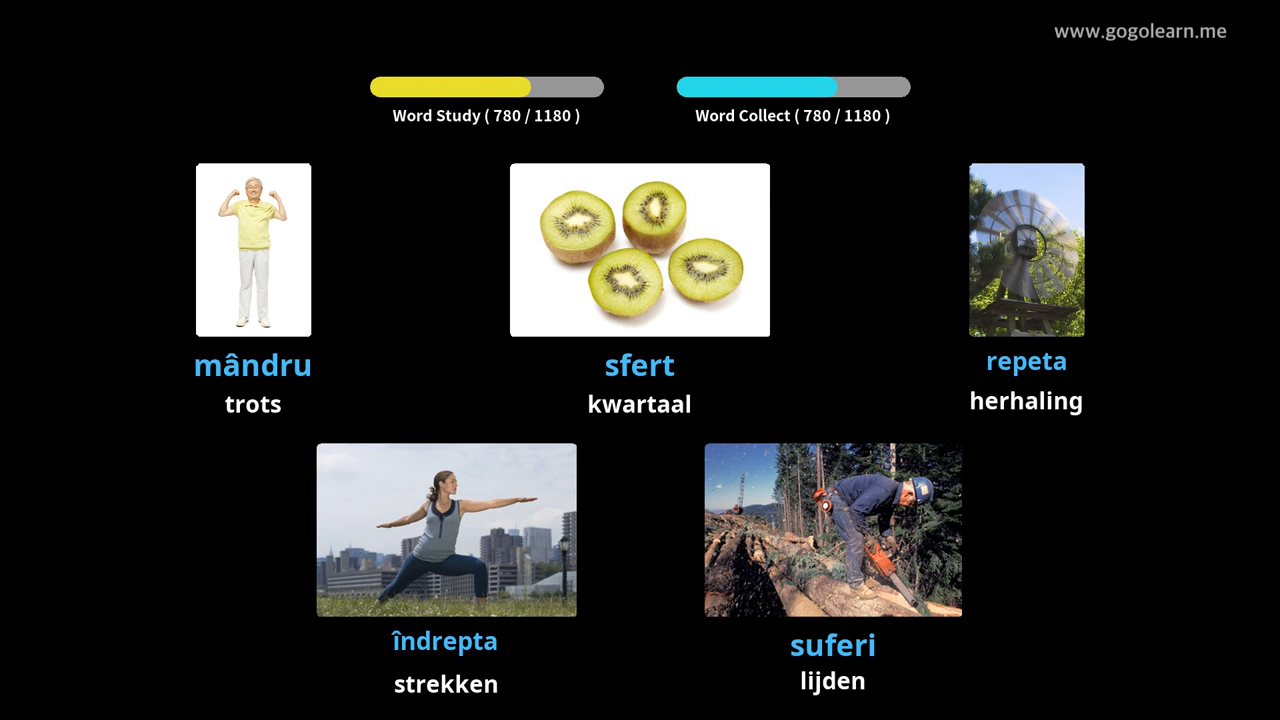 www.gogolearn.me
Word Study ( 780 / 1180 )
Word Collect ( 780 / 1180 )
mândru
trots
sfert
kwartaal
repeta
herhaling
îndrepta
strekken
suferi
lijden